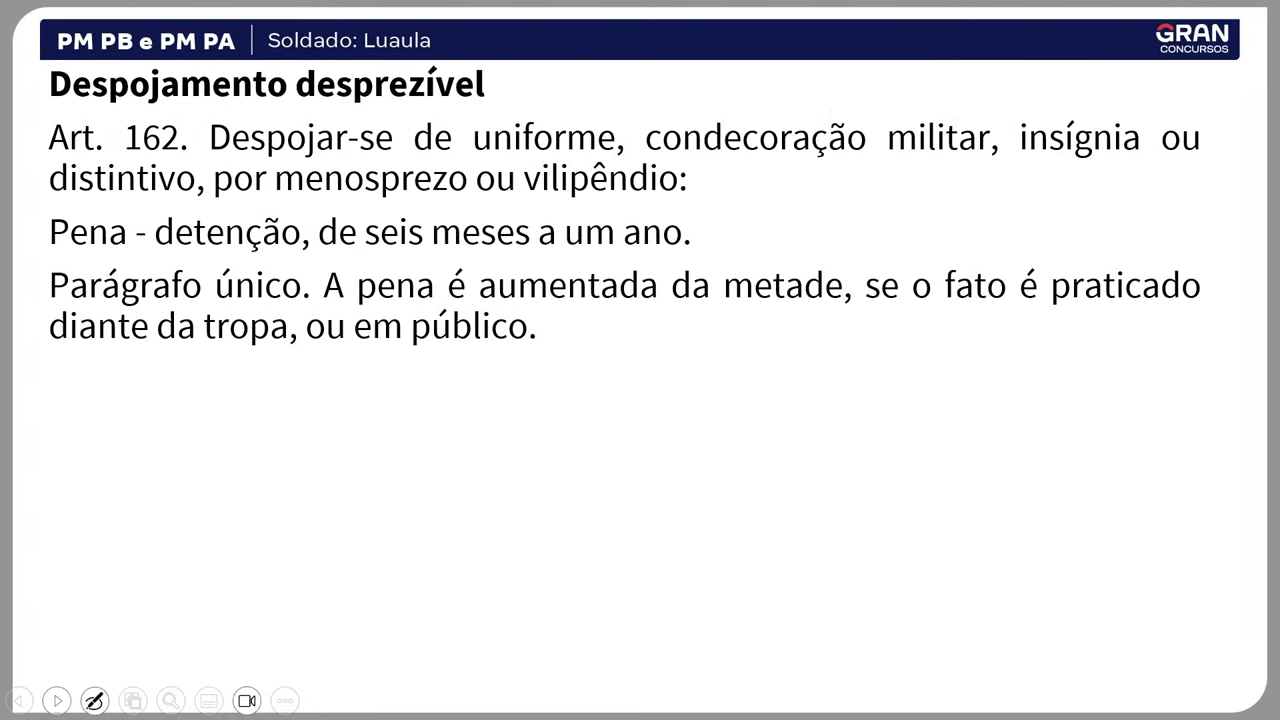 PM PB e PM PA | Soldado: Luaula
GRAN
CONCURSOS
Despojamento desprezível
Art. 162. Despojar-se de uniforme, condecoração militar, insígnia ou
distintivo, por menosprezo ou vilipêndio:
Pena - detenção, de seis meses a um ano.
Parágrafo único. A pena é aumentada da metade, se o fato é praticado
diante da tropa, ou em público.